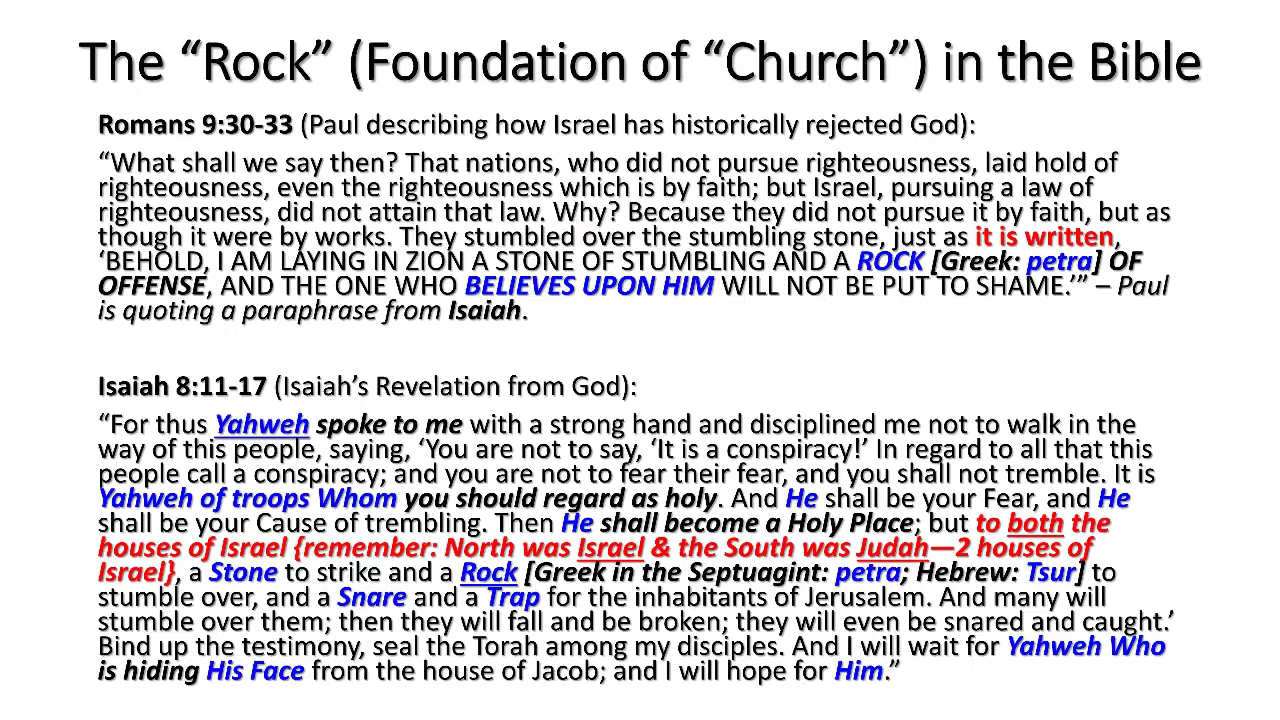 The “Rock” (Foundation of “Church”) in the Bible
Romans 9:30-33 (Paul describing how Israel has historically rejected God):
“What shall we say then? That nations, who did not pursue righteousness, laid hold of
righteousness, even the righteousness which is by faith; but Israel, pursuing a law of
righteousness, did not attain that law. Why? Because they did not pursue it by faith, but as
though it were by works. They stumbled over the stumbling stone, just as it is written,
‘BEHOLD, I AM LAYING IN ZION A STONE OF STUMBLING AND A ROCK [Greek: petra] OF
OFFENSE, AND THE ONE WHO BELIEVES UPON HIM WILL NOT BE PUT TO SHAME.’” – Paul
is quoting a paraphrase from Isaiah.
Isaiah 8:11-17 (Isaiah’s Revelation from God):
“For thus Yahweh spoke to me with a strong hand and disciplined me not to walk in the
way of this people, saying, ‘You are not to say, ‘It is a conspiracy!’ In regard to all that this
people call a conspiracy; and you are not to fear their fear, and you shall not tremble. It is
Yahweh of troops Whom you should regard as holy. And He shall be your Fear, and He
shall be your Cause of trembling. Then He shall become a Holy Place; but to both the
houses of Israel {remember: North was Israel & the South was Judah—2 houses of
Israel}, a Stone to strike and a Rock [Greek in the Septuagint: petra; Hebrew: Tsur] to
stumble over, and a Snare and a Trap for the inhabitants of Jerusalem. And many will
stumble over them; then they will fall and be broken; they will even be snared and caught.’
Bind up the testimony, seal the Torah among my disciples. And I will wait for Yahweh Who
is hiding His Face from the house of Jacob; and I will hope for Him.”